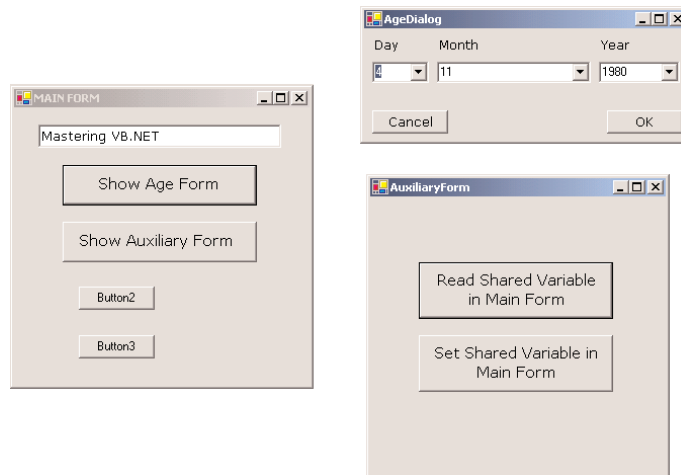 MAIN FORM
Mastering VB.NET
Show Age Form
Show Auxiliary Form
Button2
Button3
AgeDialog
Day Month Year
4 11 1980
Cancel OK
AuxiliaryForm
Read Shared Variable
in Main Form
Set Shared Variable in
Main Form